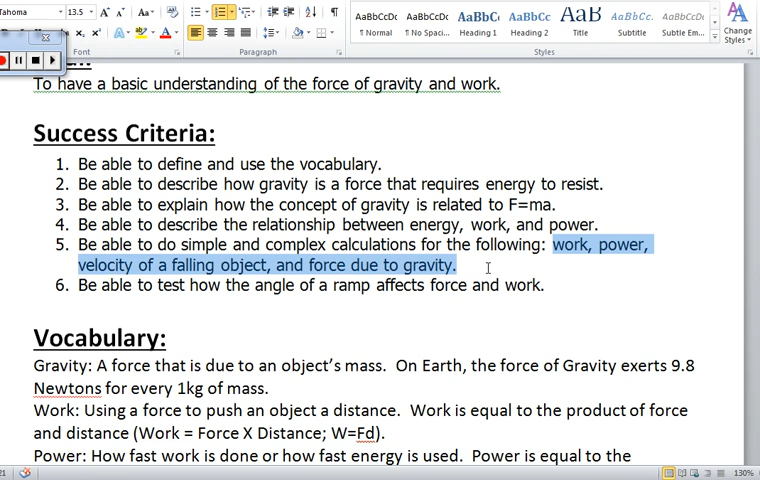 Tahoma 13.5
AaBbCcDc AaBbCcDc AaBbC AaBbCc AaB AaBbCc. AaBbCcDc
¶ Normal ¶ No Spaci... Heading 1 Heading 2 Title Subtitle Subtle Em... Change Styles
Font Paragraph Styles
To have a basic understanding of the force of gravity and work.
Success Criteria:
1. Be able to define and use the vocabulary.
2. Be able to describe how gravity is a force that requires energy to resist.
3. Be able to explain how the concept of gravity is related to F=ma.
4. Be able to describe the relationship between energy, work, and power.
5. Be able to do simple and complex calculations for the following: work, power,
velocity of a falling object, and force due to gravity.
6. Be able to test how the angle of a ramp affects force and work.
Vocabulary:
Gravity: A force that is due to an object's mass. On Earth, the force of Gravity exerts 9.8
Newtons for every 1kg of mass.
Work: Using a force to push an object a distance. Work is equal to the product of force
and distance (Work = Force X Distance; W=Fd).
Power: How fast work is done or how fast energy is used. Power is equal to the
21 130%